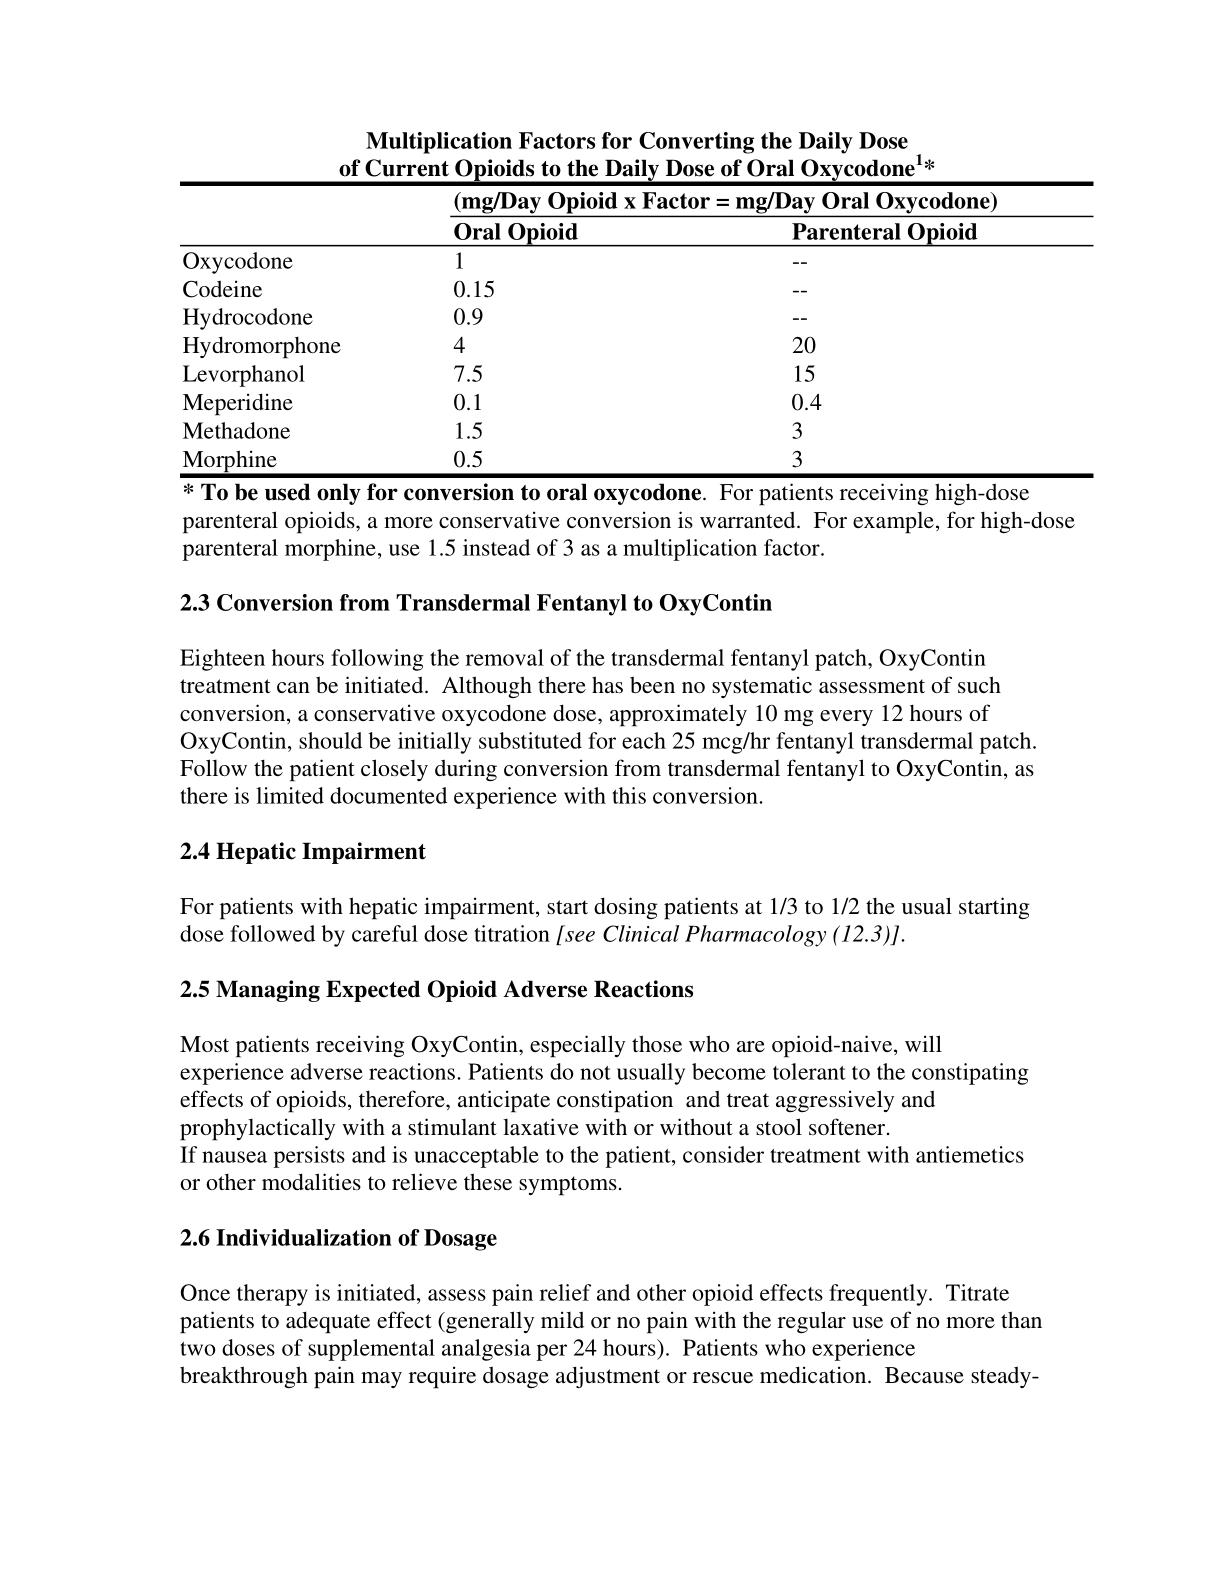 Multiplication Factors for Converting the Daily Dose
of Current Opioids to the Daily Dose of Oral Oxycodone1*
(mg/Day Opioid x Factor = mg/Day Oral Oxycodone)
Oral Opioid Parenteral Opioid
Oxycodone 1 --
Codeine 0.15 --
Hydrocodone 0.9 --
Hydromorphone 4 20
Levorphanol 7.5 15
Meperidine 0.1 0.4
Methadone 1.5 3
Morphine 0.5 3
* To be used only for conversion to oral oxycodone. For patients receiving high-dose
parenteral opioids, a more conservative conversion is warranted. For example, for high-dose
parenteral morphine, use 1.5 instead of 3 as a multiplication factor.
2.3 Conversion from Transdermal Fentanyl to OxyContin
Eighteen hours following the removal of the transdermal fentanyl patch, OxyContin
treatment can be initiated. Although there has been no systematic assessment of such
conversion, a conservative oxycodone dose, approximately 10 mg every 12 hours of
OxyContin, should be initially substituted for each 25 mcg/hr fentanyl transdermal patch.
Follow the patient closely during conversion from transdermal fentanyl to OxyContin, as
there is limited documented experience with this conversion.
2.4 Hepatic Impairment
For patients with hepatic impairment, start dosing patients at 1/3 to 1/2 the usual starting
dose followed by careful dose titration [see Clinical Pharmacology (12.3)].
2.5 Managing Expected Opioid Adverse Reactions
Most patients receiving OxyContin, especially those who are opioid-naive, will
experience adverse reactions. Patients do not usually become tolerant to the constipating
effects of opioids, therefore, anticipate constipation and treat aggressively and
prophylactically with a stimulant laxative with or without a stool softener.
If nausea persists and is unacceptable to the patient, consider treatment with antiemetics
or other modalities to relieve these symptoms.
2.6 Individualization of Dosage
Once therapy is initiated, assess pain relief and other opioid effects frequently. Titrate
patients to adequate effect (generally mild or no pain with the regular use of no more than
two doses of supplemental analgesia per 24 hours). Patients who experience
breakthrough pain may require dosage adjustment or rescue medication. Because steady-